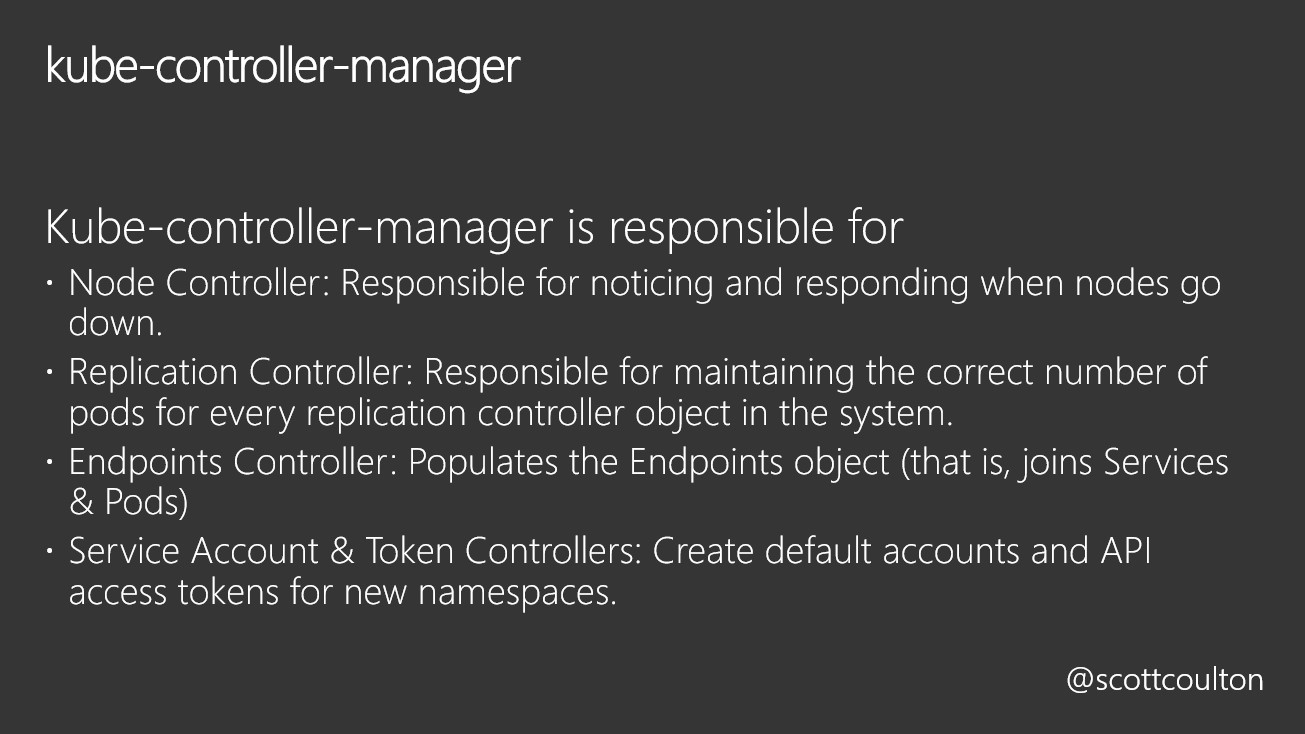 kube-controller-manager
Kube-controller-manager is responsible for
• Node Controller: Responsible for noticing and responding when nodes go
down.
• Replication Controller: Responsible for maintaining the correct number of
pods for every replication controller object in the system.
• Endpoints Controller: Populates the Endpoints object (that is, joins Services
& Pods)
• Service Account & Token Controllers: Create default accounts and API
access tokens for new namespaces.
@scottcoulton